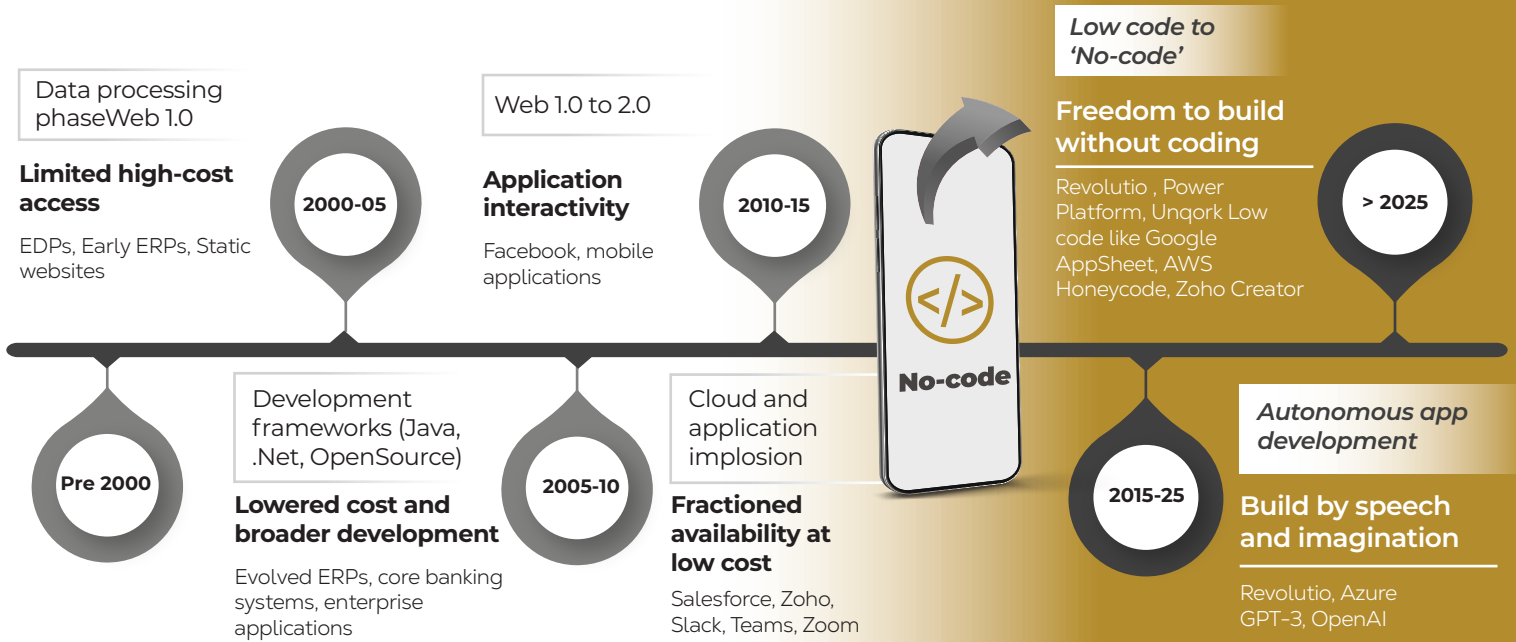 Data processing
phaseWeb 1.0
Limited high-cost
access
EDPs, Early ERPs, Static
websites
Pre 2000
2000-05
Development
frameworks (Java,
.Net, OpenSource)
Lowered cost and
broader development
Evolved ERPs, core banking
systems, enterprise
applications
Web 1.0 to 2.0
Application
interactivity
Facebook, mobile
applications
2005-10
2010-15
Cloud and
application
implosion
Fractioned
availability at
low cost
Salesforce, Zoho,
Slack, Teams, Zoom
</>
No-code
Low code to
‘No-code’
Freedom to build
without coding
Revolutio , Power
Platform, Unqork Low
code like Google
AppSheet, AWS
Honeycode, Zoho Creator
2015-25
> 2025
Autonomous app
development
Build by speech
and imagination
Revolutio, Azure
GPT-3, OpenAI